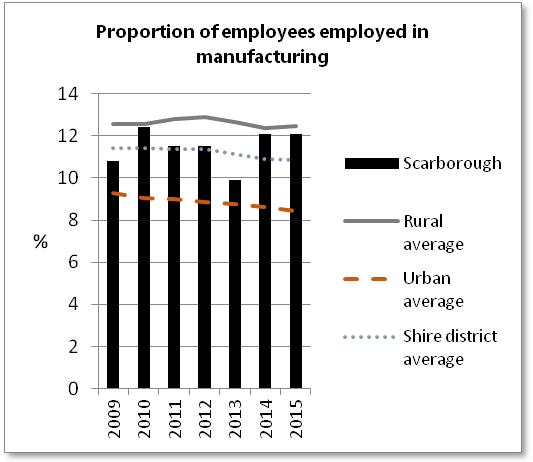 Proportion of employees employed in
manufacturing
14
12
10
8
6
4
2
0
%
2009
2010
2011
2012
2013
2014
2015
Scarborough
Rural
average
Urban
average
Shire district
average